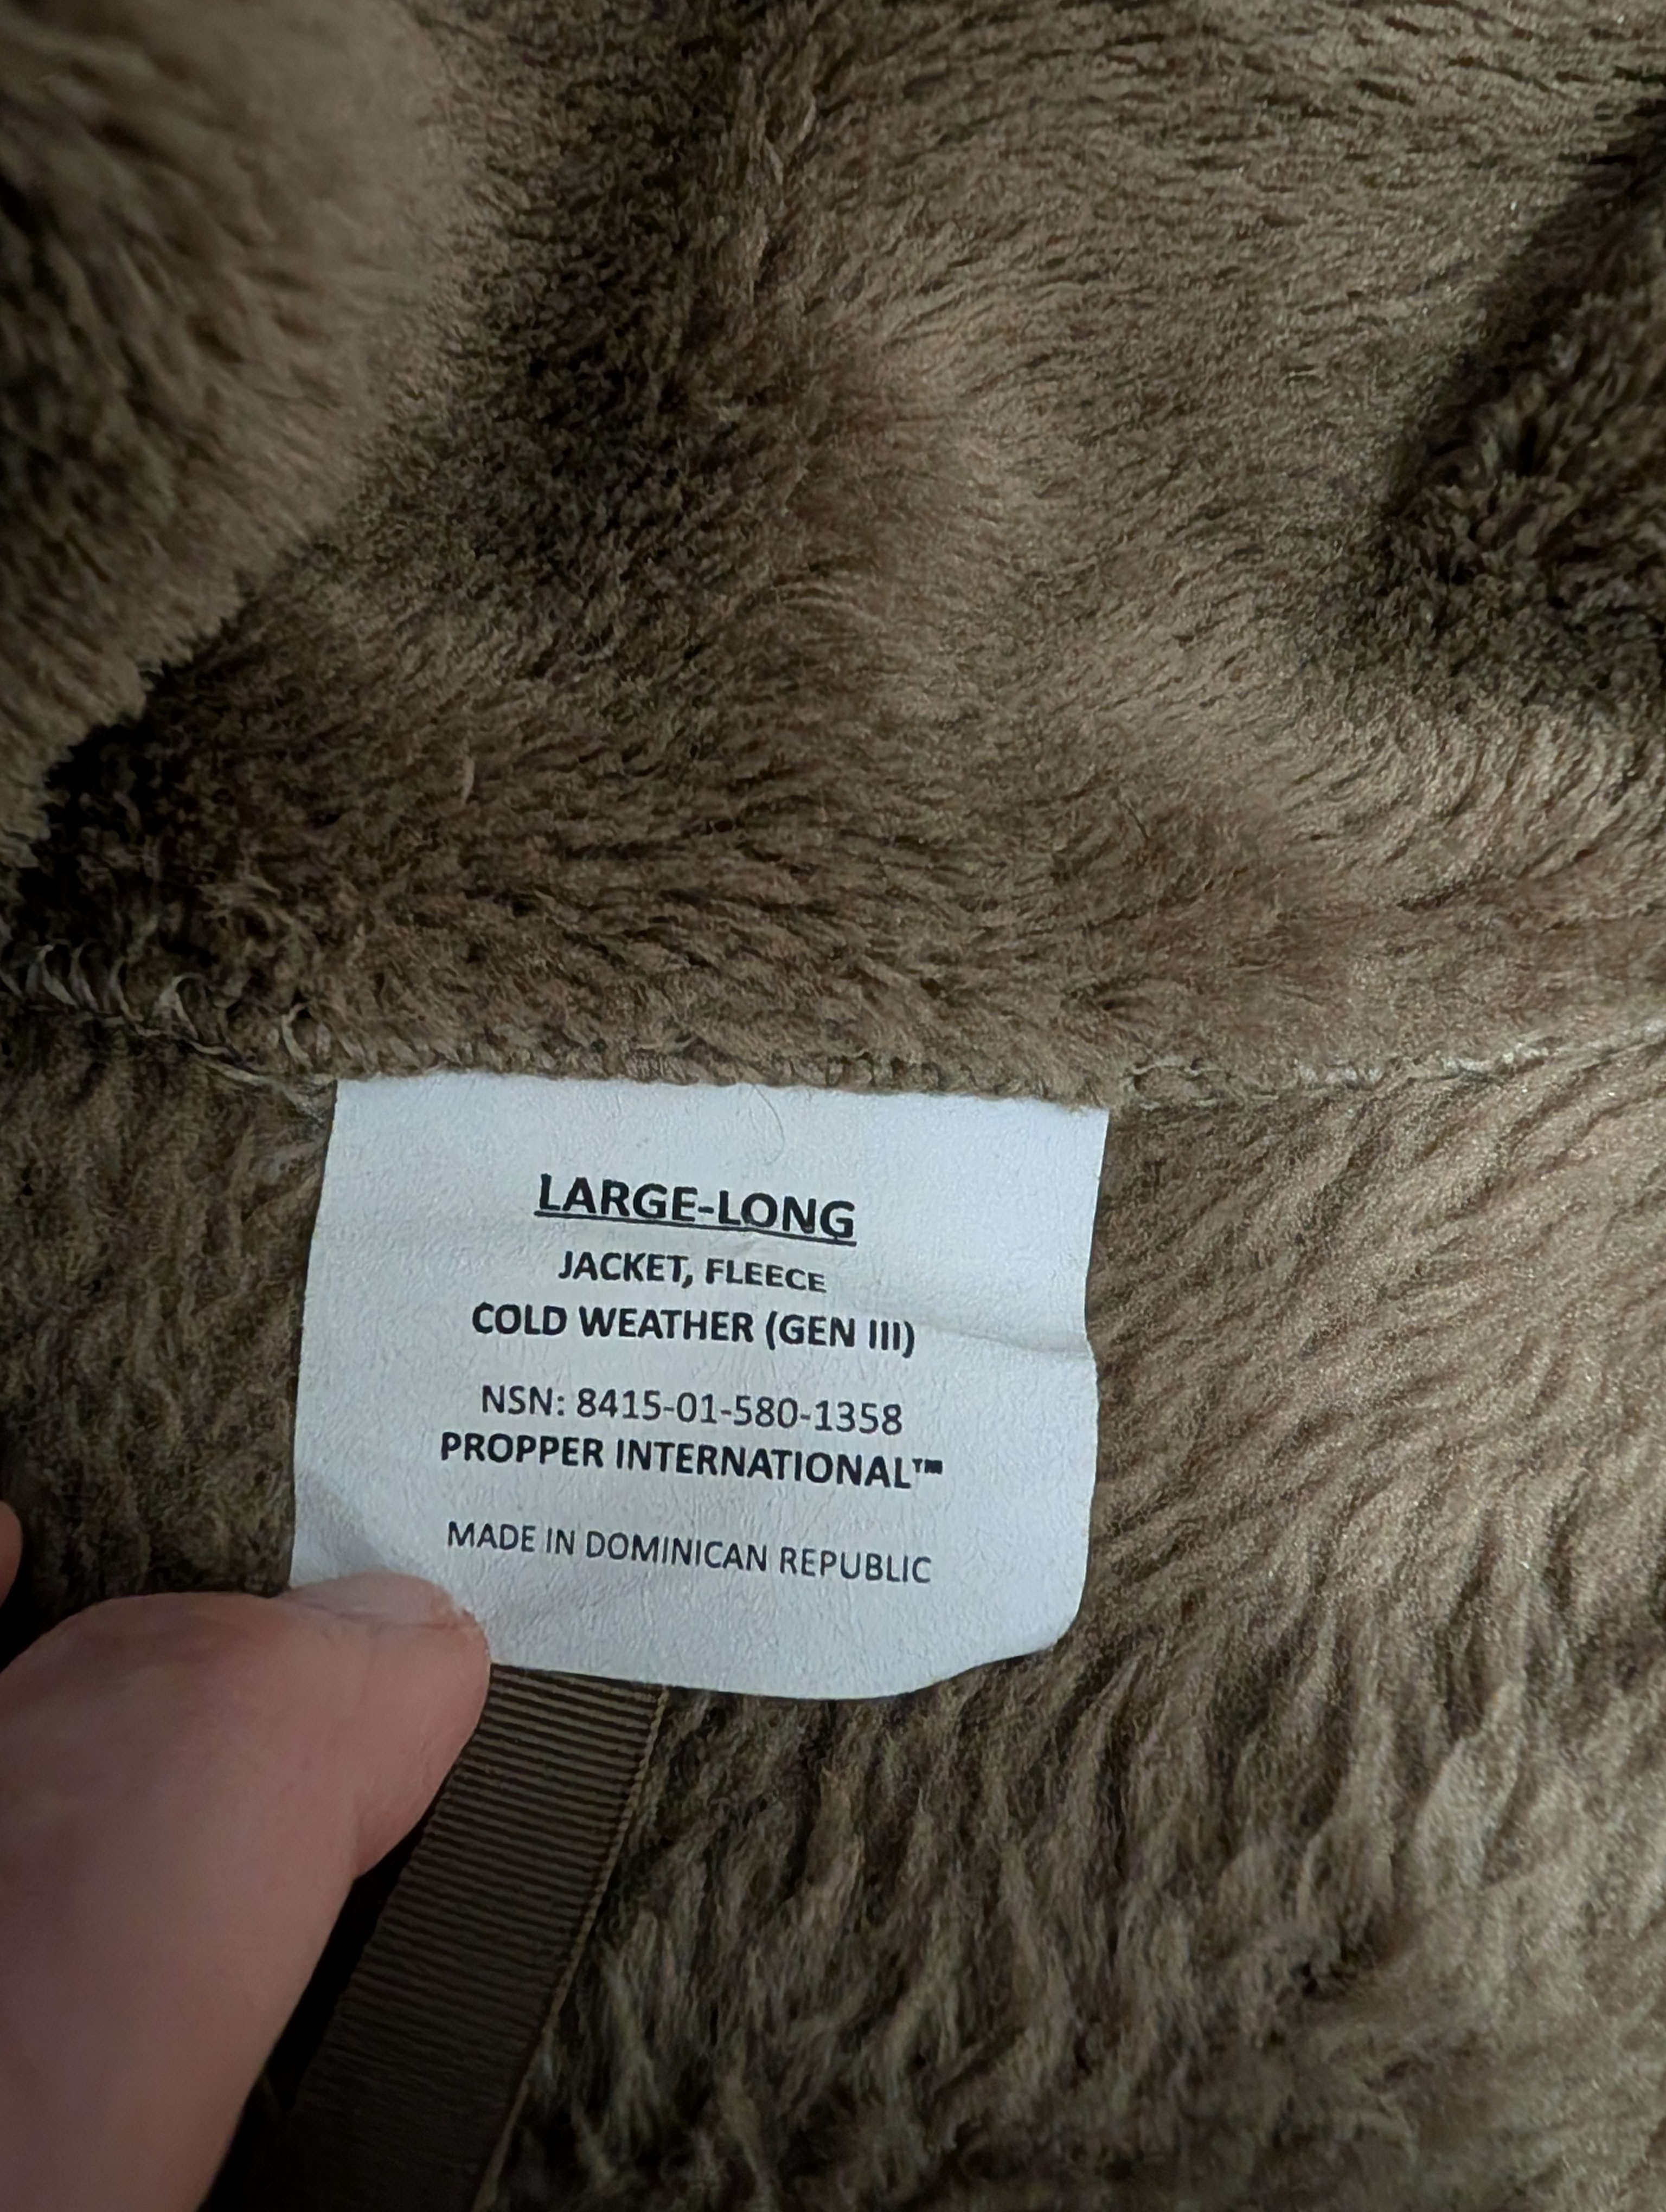 LARGE-LONG
JACKET, FLEECE
COLD WEATHER (GEN III)
NSN: 8415-01-580-1358
PROPPER INTERNATIONAL™
MADE IN DOMINICAN REPUBLIC